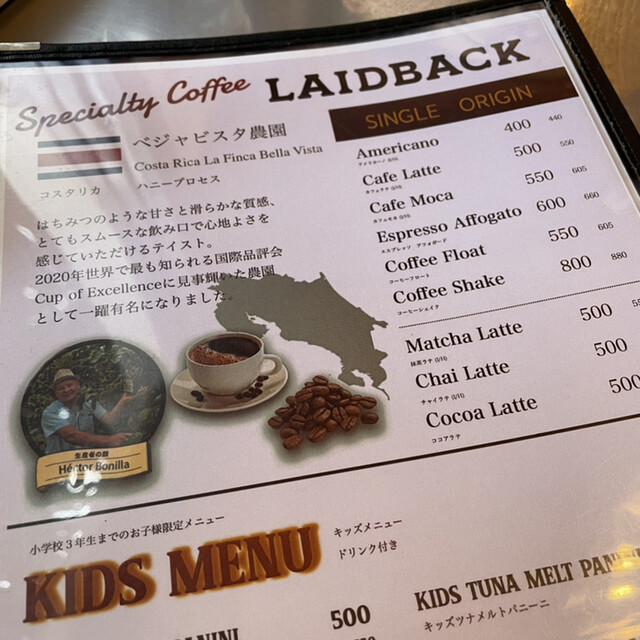 Specialty Coffee LAIDBACK
SINGLE ORIGIN
ベジャビスタ農園
Costa Rica La Finca Bella Vista
コスタリカ
ハニープロセス
はちみつのような甘さと滑らかな質感、
とてもスムースな飲み口で心地よさを
感じていただけるテイスト。
2020年世界で最も知られる国際品評会
Cup of Excellenceに見事輝いた農園
として一躍有名になりました。
生産者の顔
Héctor Bonilla
Americano 400 440
アメリカーノ (I/H)
Cafe Latte 500 550
カフェラテ (I/H)
Cafe Moca 550 605
カフェモカ (I/H)
Espresso Affogato 600 660
エスプレッソ アフォガード
Coffee Float 550 605
コーヒーフロート
Coffee Shake 800 880
コーヒーシェイク
Matcha Latte 500
抹茶ラテ (I/H)
Chai Latte 500
チャイラテ (I/H)
Cocoa Latte 500
ココアラテ
小学校3年生までのお子様限定メニュー
KIDS MENU
キッズメニュー
ドリンク付き
500
KIDS TUNA MELT
キッズツナメルトパニーニ